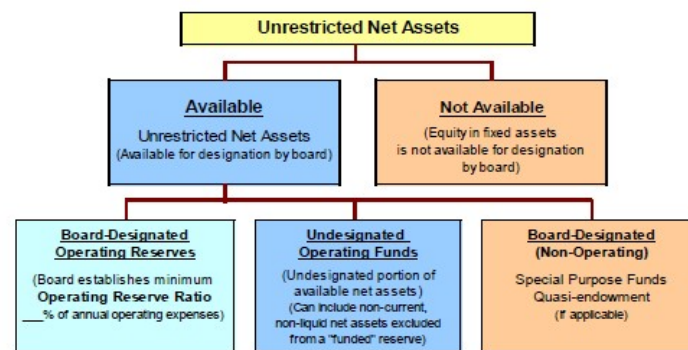 Unrestricted Net Assets
Available
Unrestricted Net Assets
(Available for designation by board)
Not Available
(Equity in fixed assets
is not available for designation
by board)
Board-Designated
Operating Reserves
(Board establishes minimum
Operating Reserve Ratio
___% of annual operating expenses)
Undesignated
Operating Funds
(Undesignated portion of
available net assets)
(Can include non-current,
non-liquid net assets excluded
from a "funded" reserve)
Board-Designated
(Non-Operating)
Special Purpose Funds
Quasi-endowment
(If applicable)